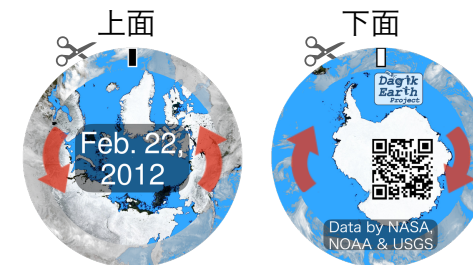 上面
下面
Feb. 22,
2012
Dagik
Earth
Project
Data by NASA,
NOAA & USGS